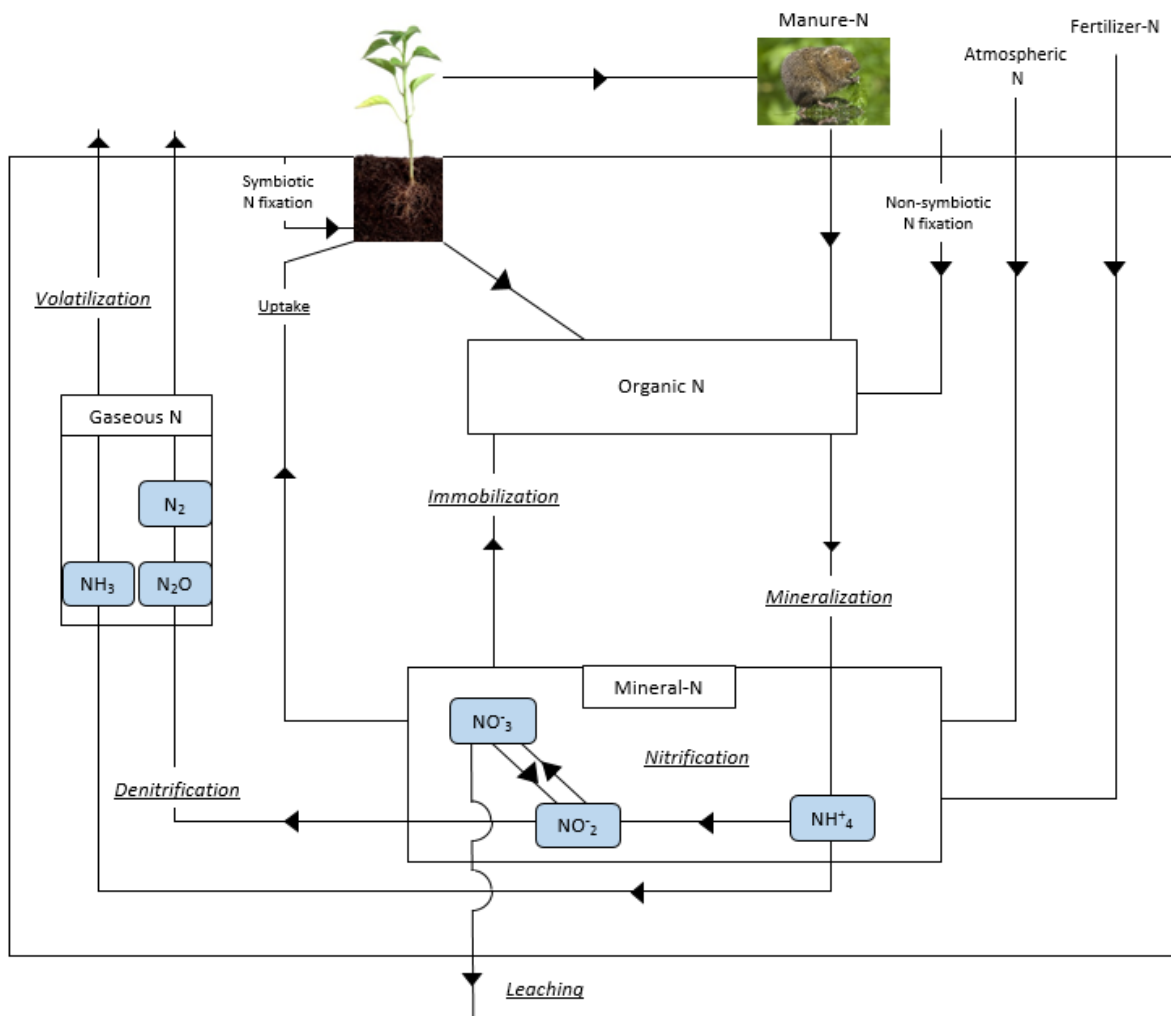 Manure-N
Fertilizer-N
Atmospheric
N
Symbiotic
N fixation
Non-symbiotic
N fixation
Volatilization
Uptake
Organic N
Gaseous N
N₂
Immobilization
NH₃
N₂O
Mineralization
Mineral-N
NO⁻₃
Nitrification
Denitrification
NO⁻₂
NH⁺₄
Leaching